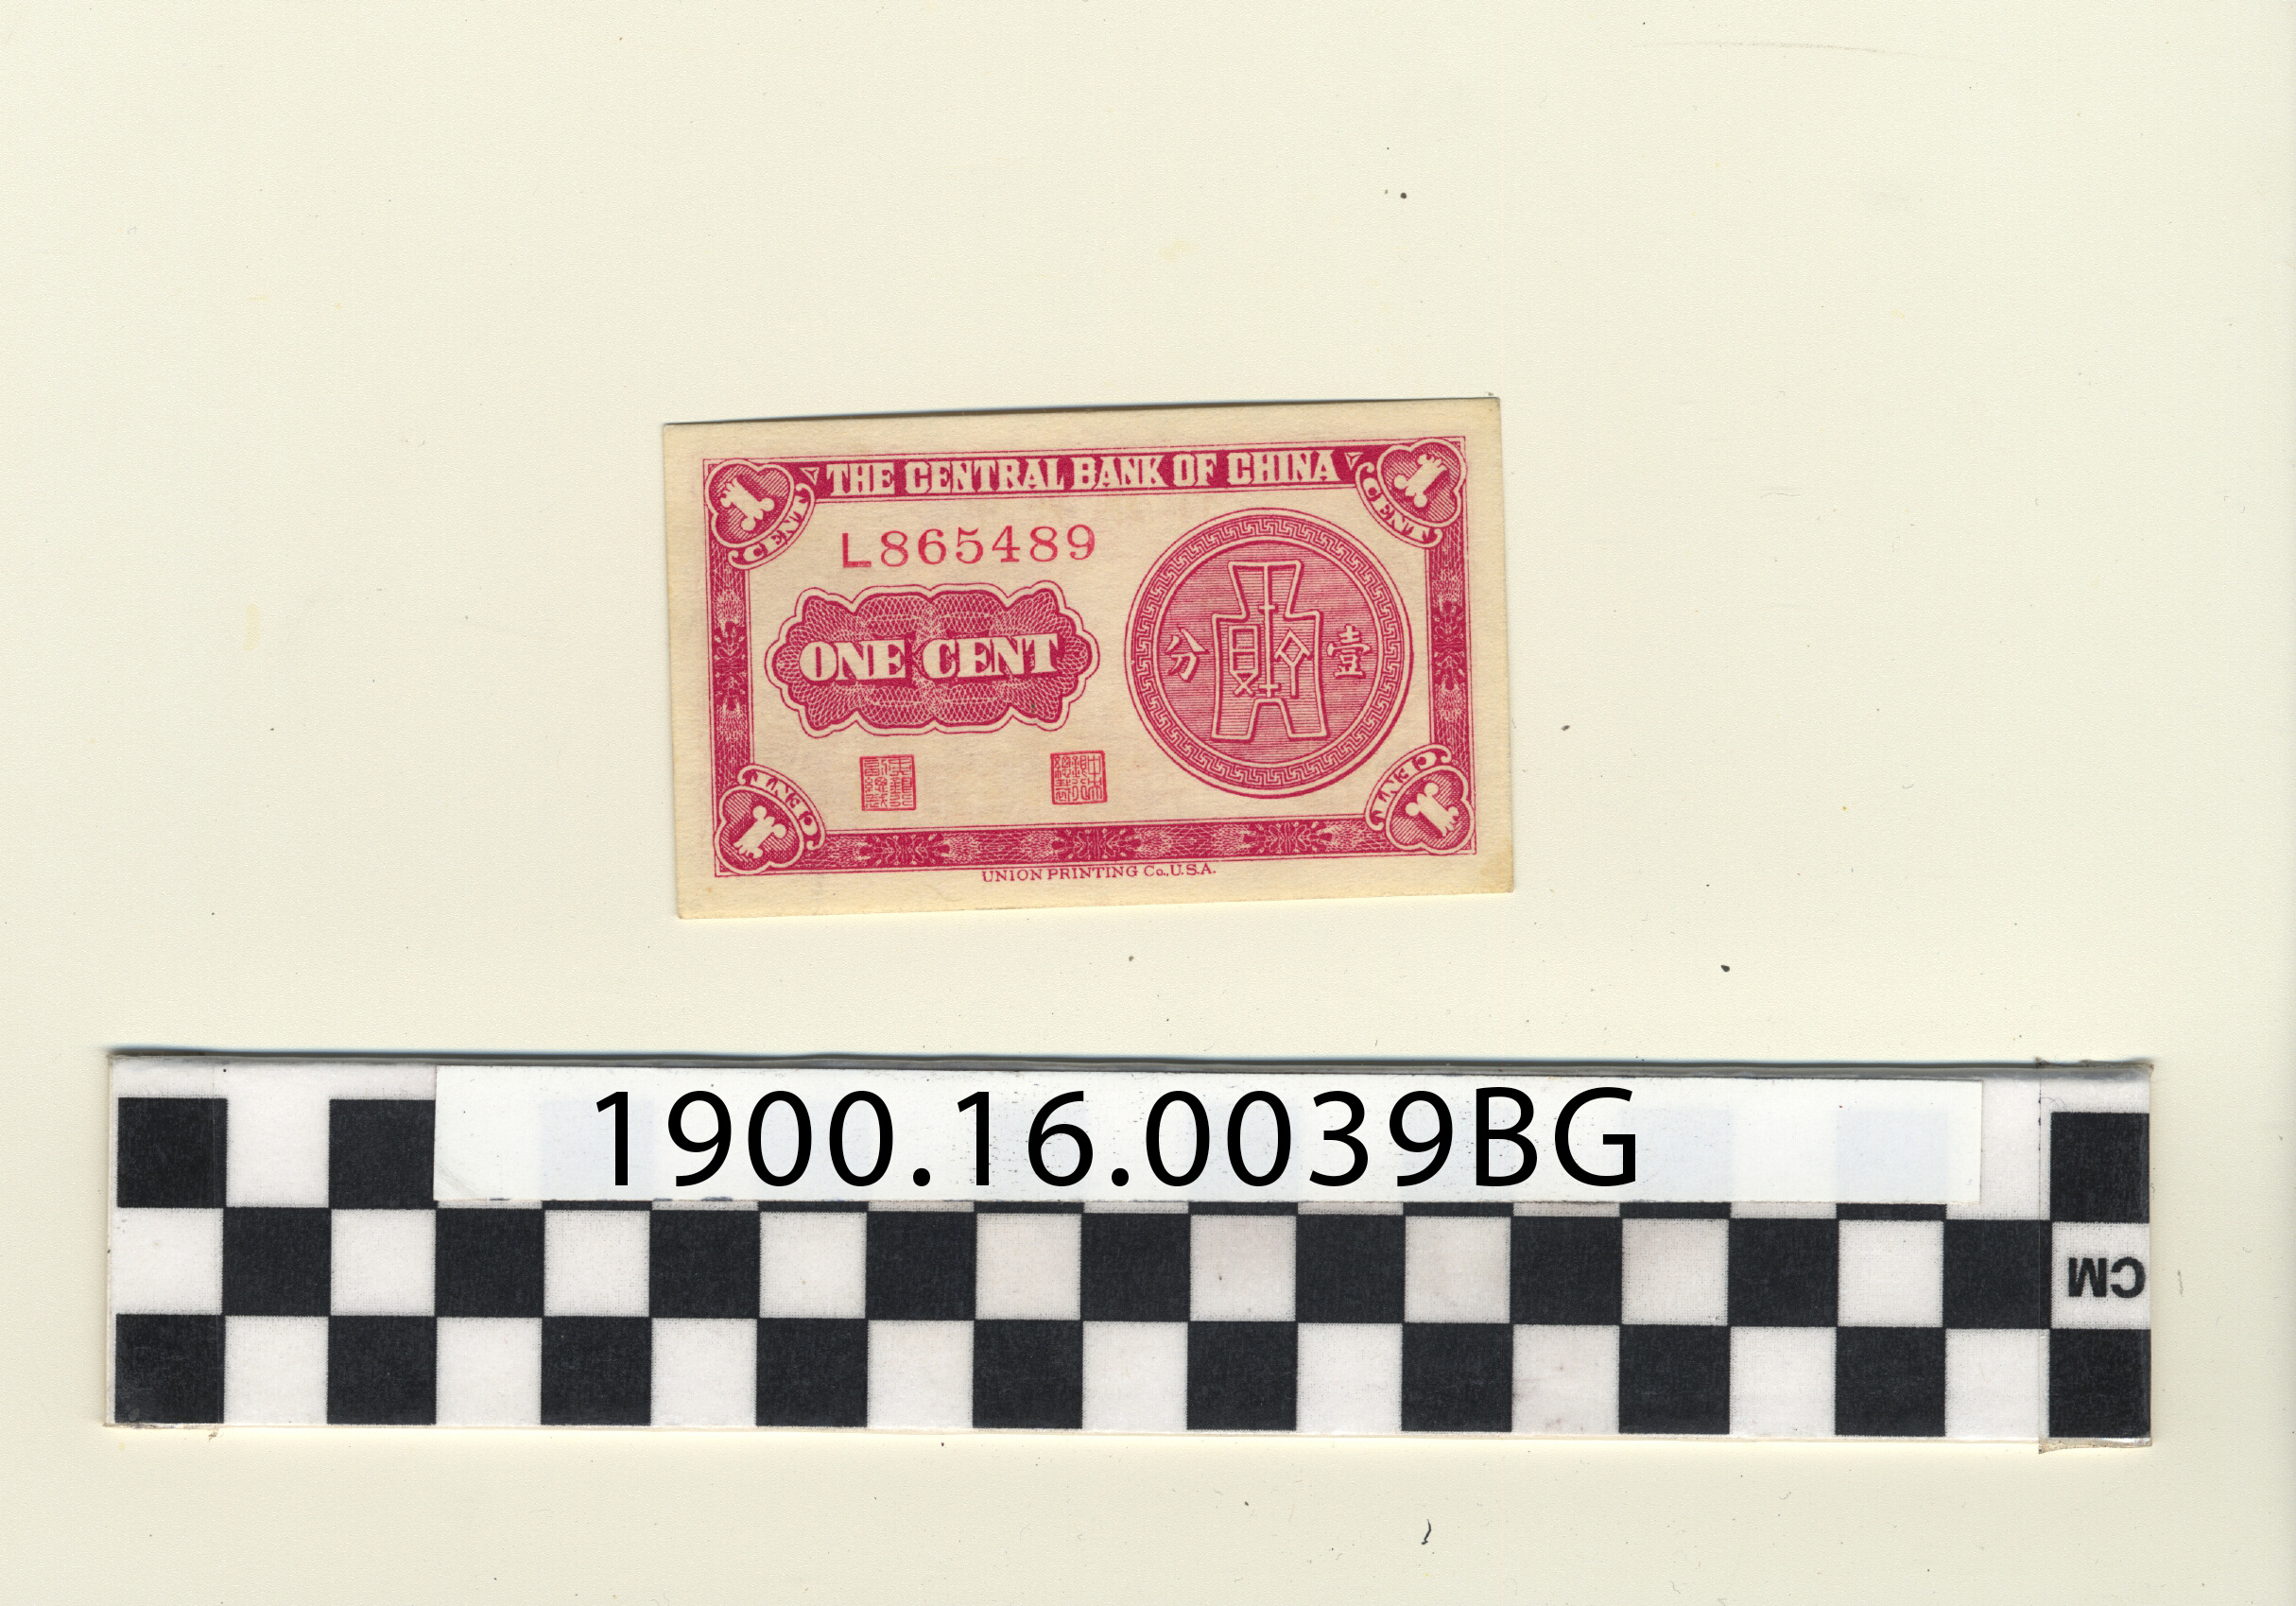 THE CENTRAL BANK OF CHINA
1
CENT
1
CENT
L865489
ONE CENT
分 壹
CENT
1
CENT
1
UNION PRINTING Co., U.S.A.
1900.16.0039BG
CM